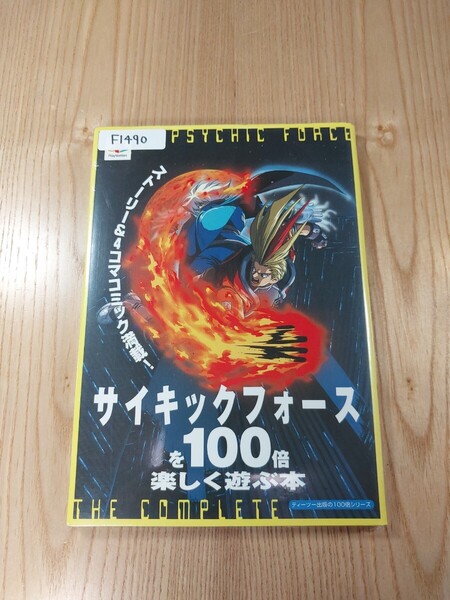 F1490
PSYCHIC FORCE
ストーリー&4コマコミック満載!
サイキックフォース
を100倍
楽しく遊ぶ本
THE COMPLETE
ティーツー出版の100倍シリーズ